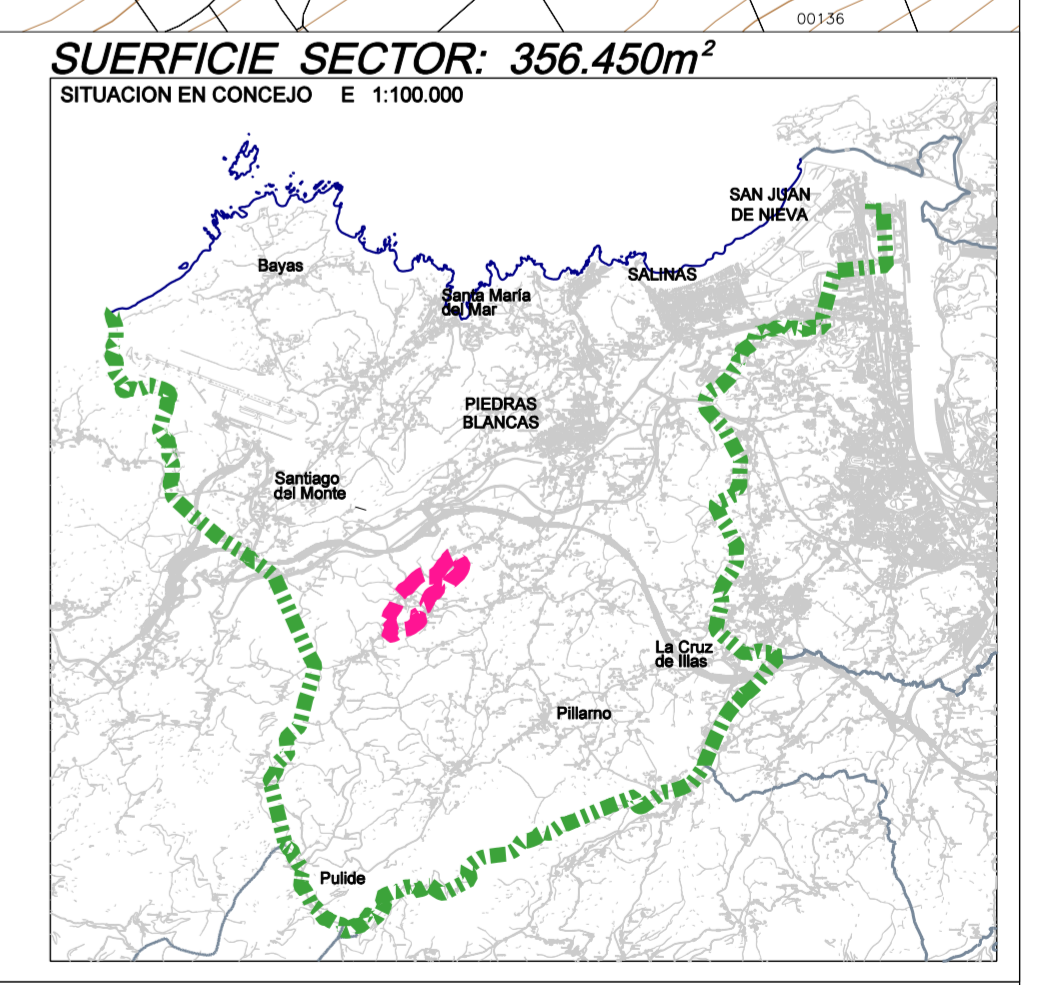 00136
SUERFICIE SECTOR: 356.450m²
SITUACION EN CONCEJO E 1:100.000
SAN JUAN
DE NIEVA
Bayas
SALINAS
Santa María
del Mar
PIEDRAS
BLANCAS
Santiago
del Monte
La Cruz
de Illas
Pillarno
Pulide